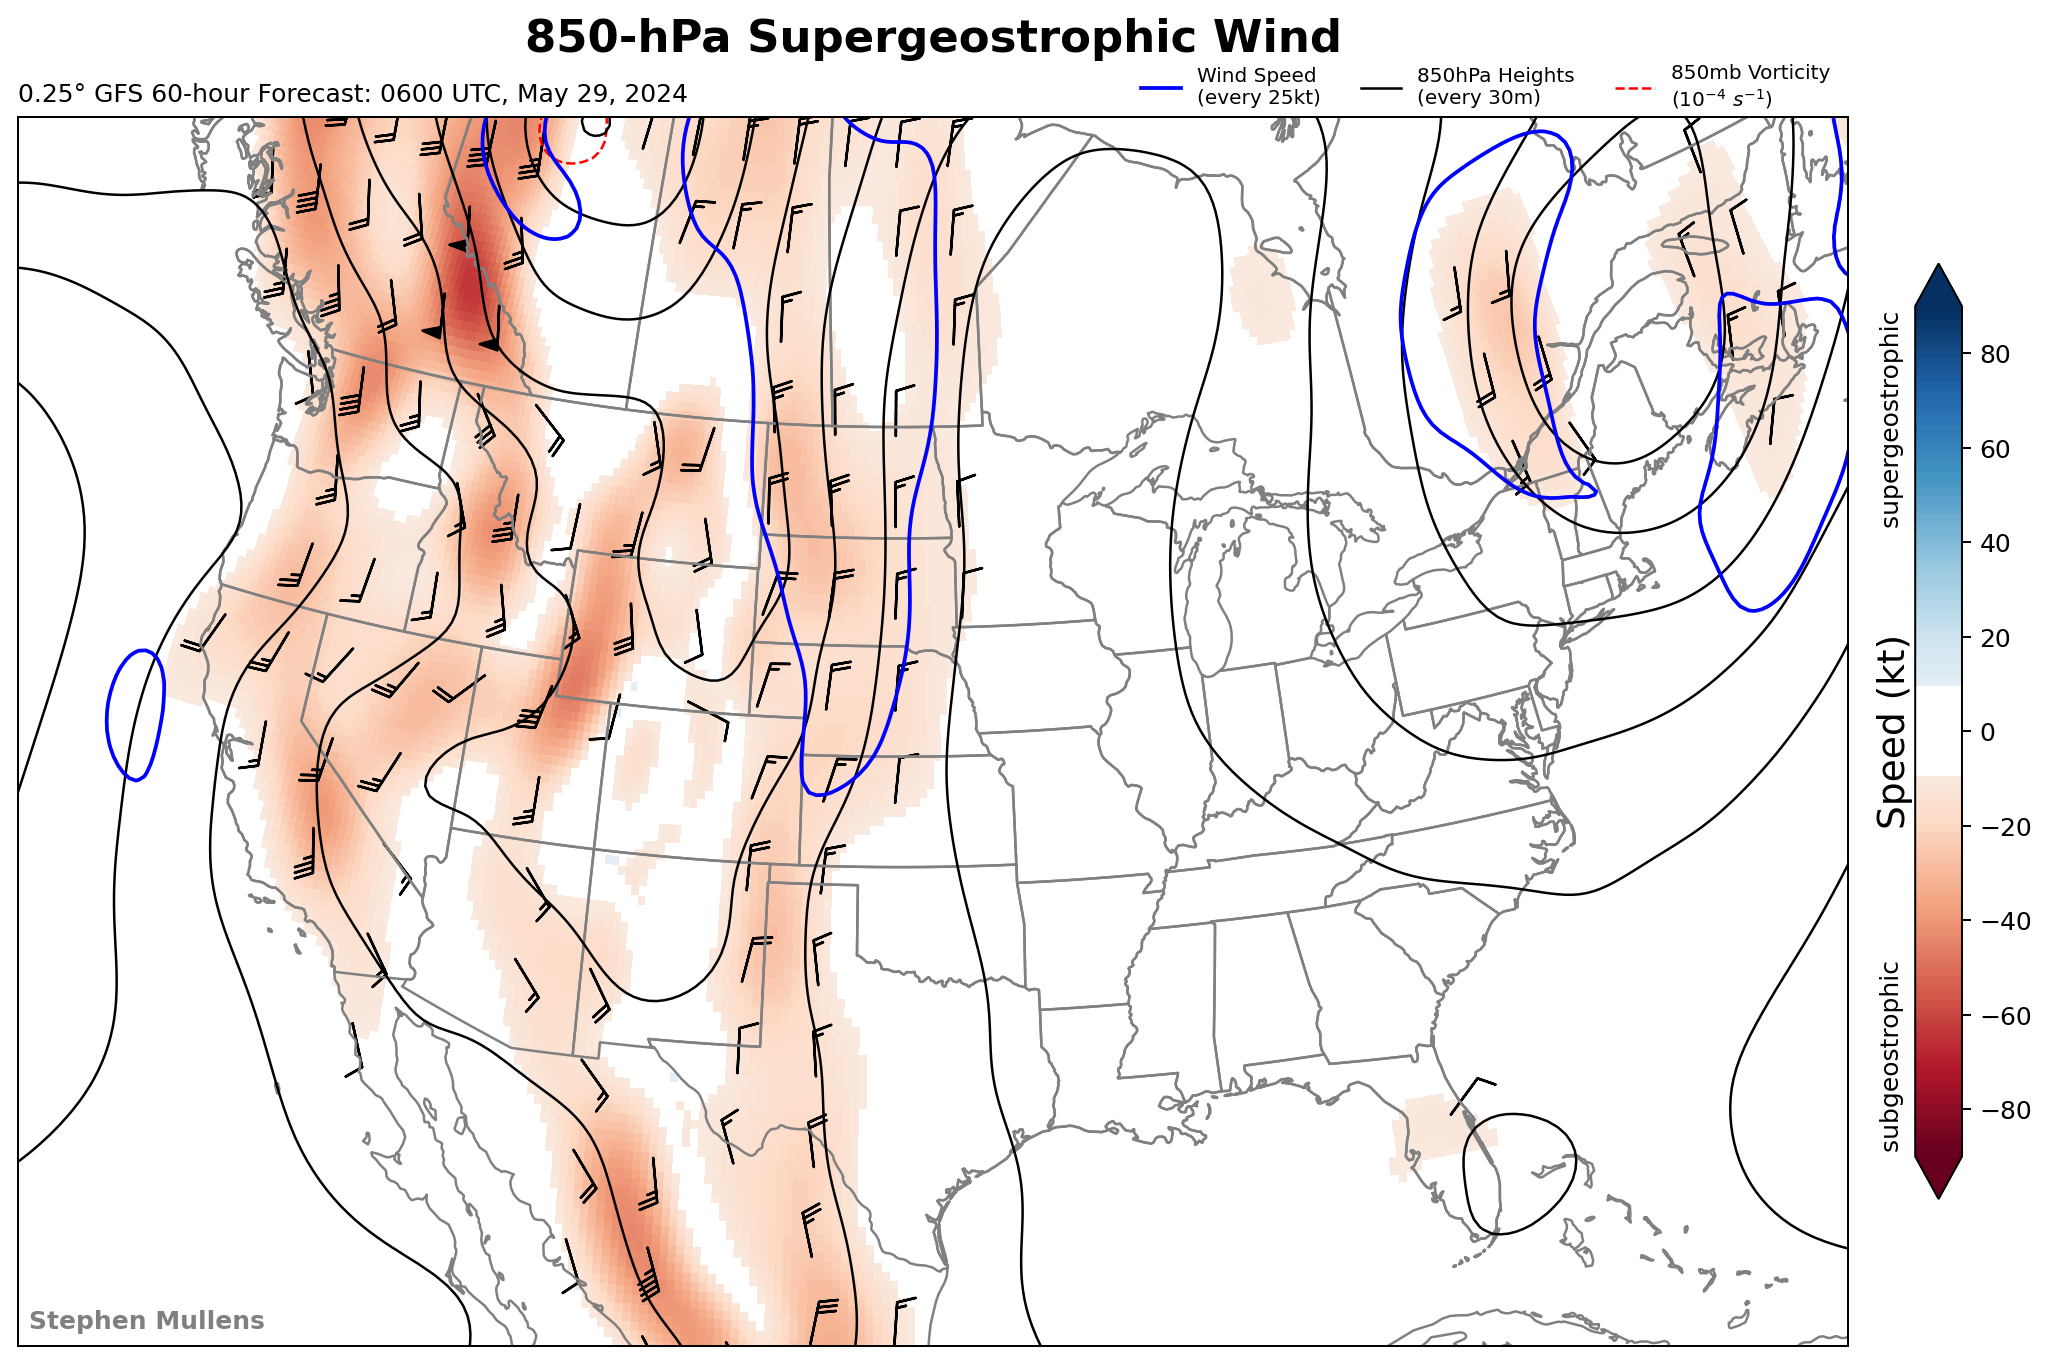 850-hPa Supergeostrophic Wind
0.25° GFS 60-hour Forecast: 0600 UTC, May 29, 2024
Wind Speed
(every 25kt)
850hPa Heights
(every 30m)
850mb Vorticity
(10⁻⁴ s⁻¹)
supergeostrophic
Speed (kt)
subgeostrophic
80
60
40
20
0
−20
−40
−60
−80
Stephen Mullens